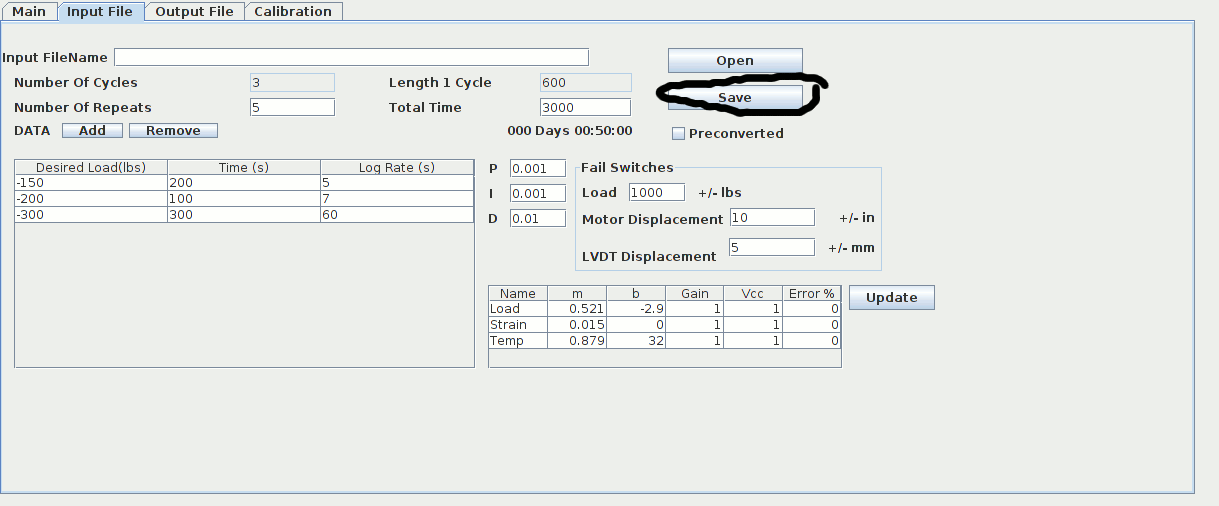 Main Input File Output File Calibration
Input FileName Open
Number Of Cycles 3 Length 1 Cycle 600
Save
Number Of Repeats 5 Total Time 3000
DATA Add Remove 000 Days 00:50:00 Preconverted
Desired Load(lbs) Time (s) Log Rate (s)
-150 200 5
-200 100 7
-300 300 60
P 0.001
I 0.001
D 0.01
Fail Switches
Load 1000 +/- lbs
Motor Displacement 10 +/- in
LVDT Displacement 5 +/- mm
Name m b Gain Vcc Error %
Load 0.521 -2.9 1 1 0
Strain 0.015 0 1 1 0
Temp 0.879 32 1 1 0
Update